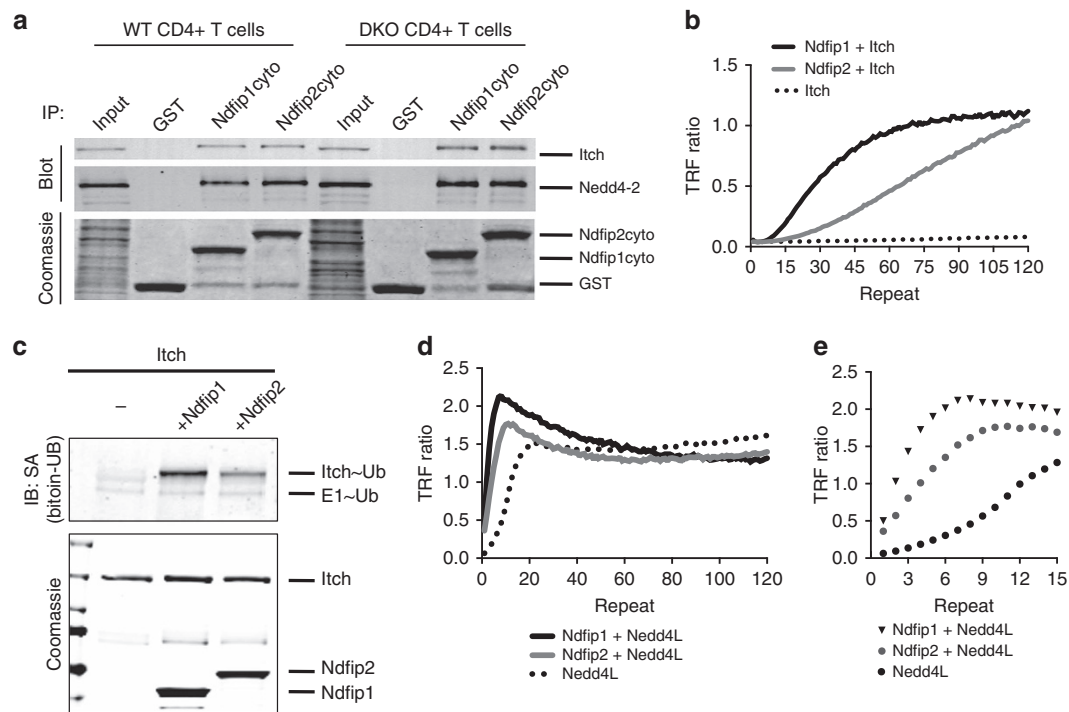 a
WT CD4+ T cells
DKO CD4+ T cells
IP:
Input
GST
Ndfip1cyto
Ndfip2cyto
Input
GST
Ndfip1cyto
Ndfip2cyto
Blot
Itch
Nedd4-2
Coomassie
Ndfip2cyto
Ndfip1cyto
GST
b
Ndfip1 + Itch
Ndfip2 + Itch
Itch
TRF ratio
1.5
1.0
0.5
0.0
0 15 30 45 60 75 90 105 120
Repeat
c
Itch
–
+Ndfip1
+Ndfip2
IB: SA
(bitoin-UB)
Itch~Ub
E1~Ub
Coomassie
Itch
Ndfip2
Ndfip1
d
TRF ratio
2.5
2.0
1.5
1.0
0.5
0.0
0 20 40 60 80 100 120
Repeat
Ndfip1 + Nedd4L
Ndfip2 + Nedd4L
Nedd4L
e
TRF ratio
2.5
2.0
1.5
1.0
0.5
0.0
0 3 6 9 12 15
Repeat
Ndfip1 + Nedd4L
Ndfip2 + Nedd4L
Nedd4L